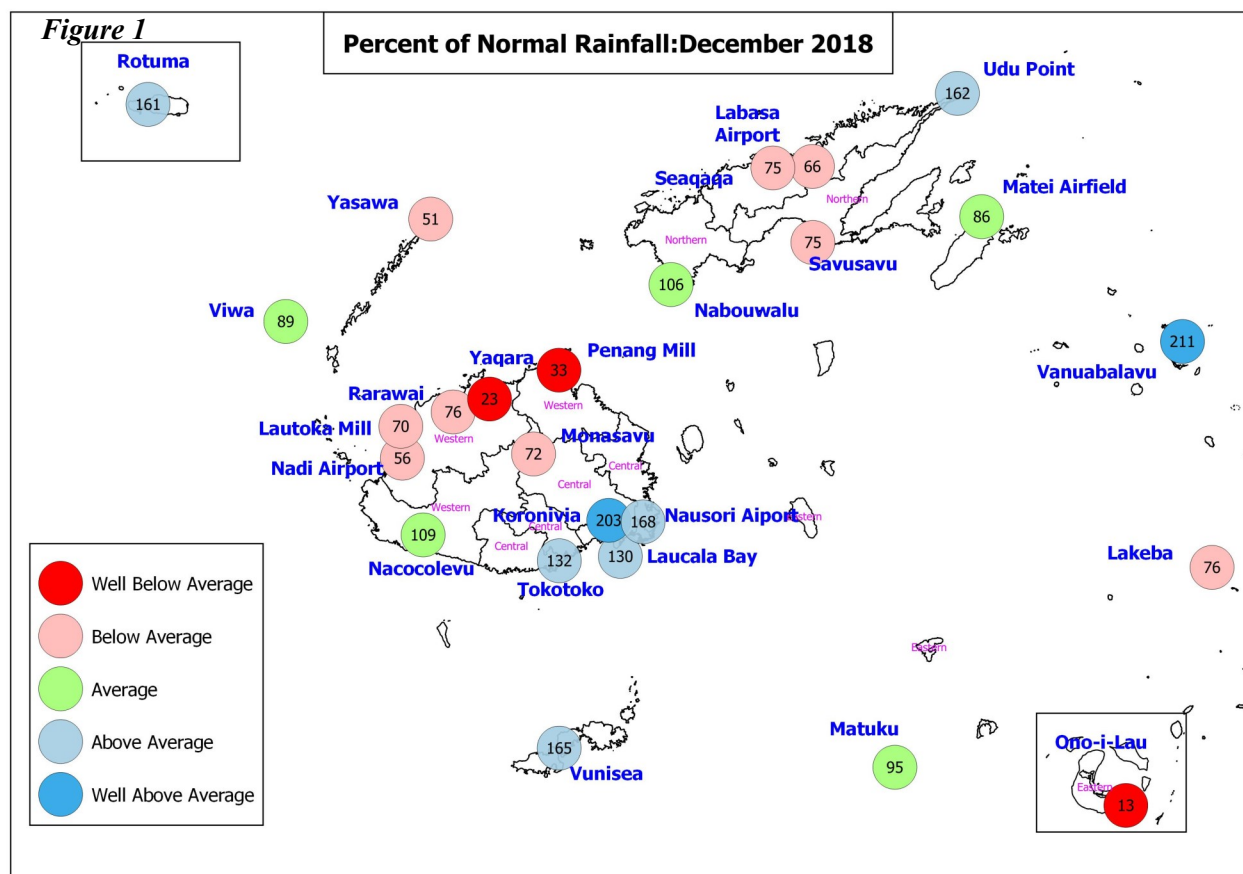 Figure 1
Percent of Normal Rainfall:December 2018
Rotuma
161
Udu Point
162
Labasa
Airport
75
66
Seaqaqa
Northern
Matei Airfield
86
Yasawa
51
Northern
75
Savusavu
106
Nabouwalu
Viwa
89
211
Vanuabalavu
Yaqara
Penang Mill
33
Rarawai
23
Western
76
Lautoka Mill
70
Western
Monasavu
72
Nadi Airport
56
Central
Central
Western
Koronivia
203
168
Nausori Aiport
Eastern
Central
109
Central
Nacocolevu
132
130
Laucala Bay
Tokotoko
Lakeba
76
Well Below Average
Below Average
Average
Above Average
Well Above Average
Eastern
165
Vunisea
Matuku
95
Ono-i-Lau
Eastern
13